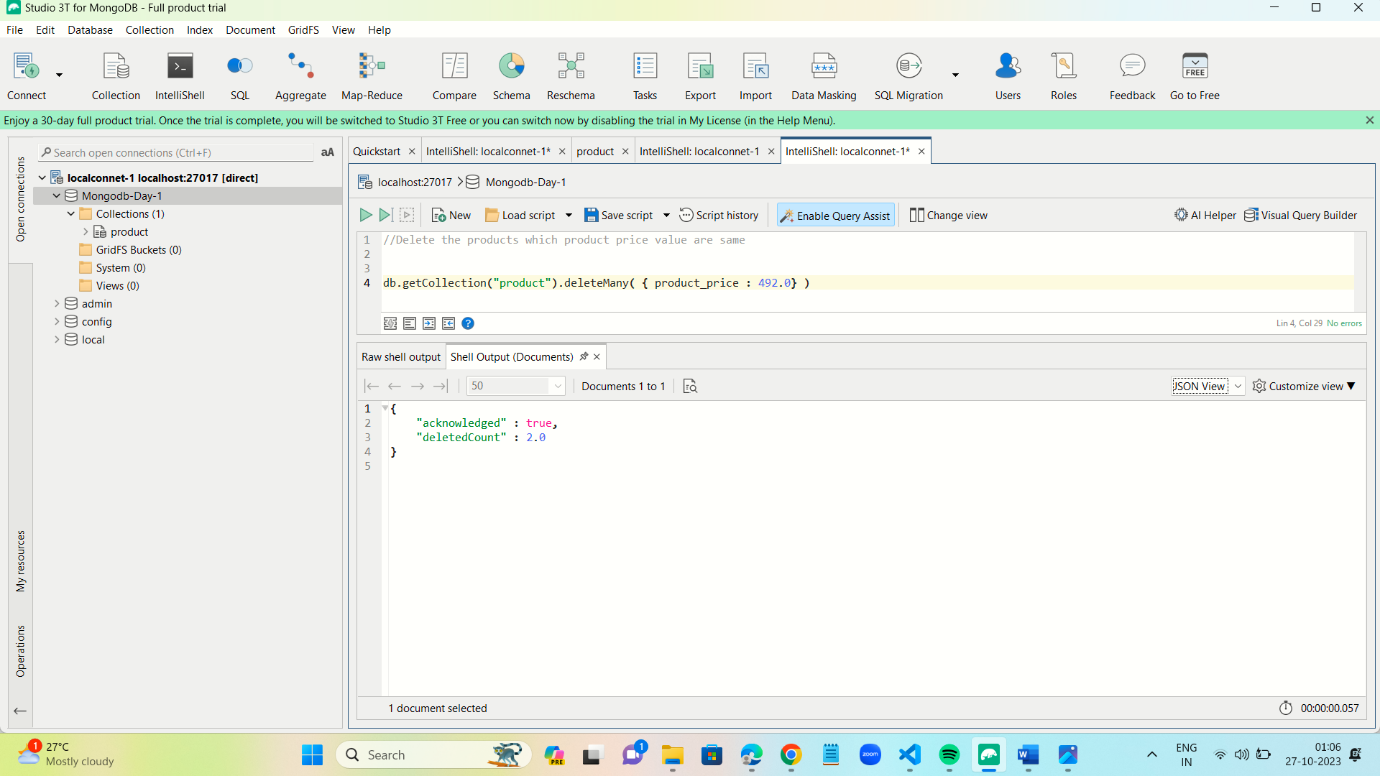 Studio 3T for MongoDB - Full product trial
File Edit Database Collection Index Document GridFS View Help
Connect Collection IntelliShell SQL Aggregate Map-Reduce Compare Schema Reschema Tasks Export Import Data Masking SQL Migration Users Roles Feedback Go to Free
FREE
Enjoy a 30-day full product trial. Once the trial is complete, you will be switched to Studio 3T Free or you can switch now by disabling the trial in My License (in the Help Menu).
Open connections
My resources
Operations
Search open connections (Ctrl+F) aA
localconnet-1 localhost:27017 [direct]
Mongodb-Day-1
Collections (1)
product
GridFS Buckets (0)
System (0)
Views (0)
admin
config
local
Quickstart IntelliShell: localconnet-1* product IntelliShell: localconnet-1 IntelliShell: localconnet-1*
localhost:27017 Mongodb-Day-1
New Load script Save script Script history Enable Query Assist Change view AI Helper Visual Query Builder
1 //Delete the products which product price value are same
2
3
4 db.getCollection("product").deleteMany( { product_price : 492.0} )
Lin 4, Col 29 No errors
Raw shell output Shell Output (Documents)
50 Documents 1 to 1 JSON View Customize view
1 {
2 "acknowledged" : true,
3 "deletedCount" : 2.0
4 }
5
1 document selected 00:00:00.057
1 27°C
Mostly cloudy
Search
PRE
1
zoom
ENG
IN
01:06
27-10-2023